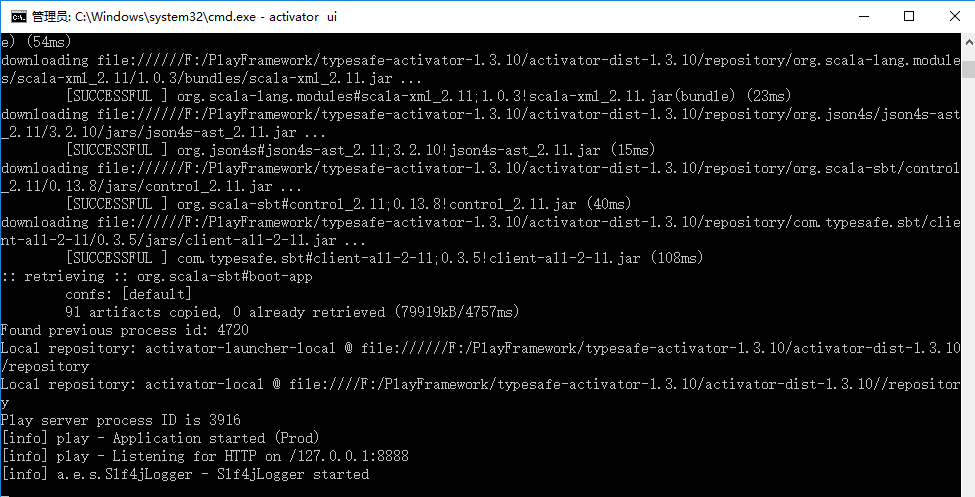 管理员: C:\Windows\system32\cmd.exe - activator  ui
e) (54ms)
downloading file:///////F:/PlayFramework/typesafe-activator-1.3.10/activator-dist-1.3.10/repository/org.scala-lang.module
s/scala-xml_2.11/1.0.3/bundles/scala-xml_2.11.jar ...
        [SUCCESSFUL ] org.scala-lang.modules#scala-xml_2.11;1.0.3!scala-xml_2.11.jar(bundle) (23ms)
downloading file:///////F:/PlayFramework/typesafe-activator-1.3.10/activator-dist-1.3.10/repository/org.json4s/json4s-ast
_2.11/3.2.10/jars/json4s-ast_2.11.jar ...
        [SUCCESSFUL ] org.json4s#json4s-ast_2.11;3.2.10!json4s-ast_2.11.jar (15ms)
downloading file:///////F:/PlayFramework/typesafe-activator-1.3.10/activator-dist-1.3.10/repository/org.scala-sbt/control
_2.11/0.13.8/jars/control_2.11.jar ...
        [SUCCESSFUL ] org.scala-sbt#control_2.11;0.13.8!control_2.11.jar (40ms)
downloading file:///////F:/PlayFramework/typesafe-activator-1.3.10/activator-dist-1.3.10/repository/com.typesafe.sbt/clie
nt-all-2-11/0.3.5/jars/client-all-2-11.jar ...
        [SUCCESSFUL ] com.typesafe.sbt#client-all-2-11;0.3.5!client-all-2-11.jar (108ms)
:: retrieving :: org.scala-sbt#boot-app
        confs: [default]
        91 artifacts copied, 0 already retrieved (79919kB/4757ms)
Found previous process id: 4720
Local repository: activator-launcher-local @ file:///////F:/PlayFramework/typesafe-activator-1.3.10/activator-dist-1.3.10
/repository
Local repository: activator-local @ file:////F:/PlayFramework/typesafe-activator-1.3.10/activator-dist-1.3.10//repositor
y
Play server process ID is 3916
[info] play - Application started (Prod)
[info] play - Listening for HTTP on /127.0.0.1:8888
[info] a.e.s.Slf4jLogger - Slf4jLogger started